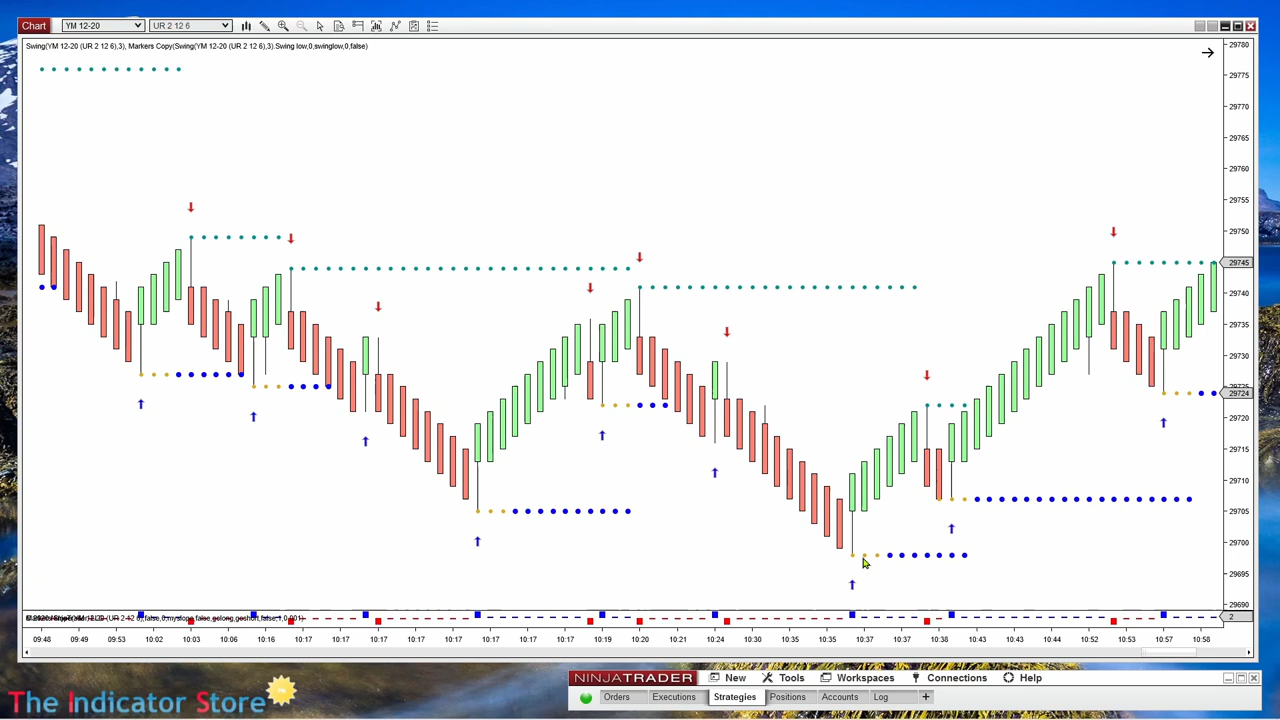 Chart
YM 12-20
UR 2 12 6
Swing(YM 12-20 (UR 2 12 6),3), Markers Copy(Swing(YM 12-20 (UR 2 12 6),3).Swing low,0,swinglow,0,false)
29780
29775
29770
29765
29760
29755
29750
29745
29740
29735
29730
29725
29724
29720
29715
29710
29705
29700
29695
29690
2
09:48 09:49 09:53 10:02 10:03 10:06 10:16 10:17 10:17 10:17 10:17 10:17 10:17 10:17 10:19 10:20 10:21 10:24 10:30 10:35 10:35 10:37 10:37 10:38 10:43 10:43 10:44 10:52 10:53 10:57 10:58
NINJATRADER New Tools Workspaces Connections Help
Orders Executions Strategies Positions Accounts Log +
The Indicator Store